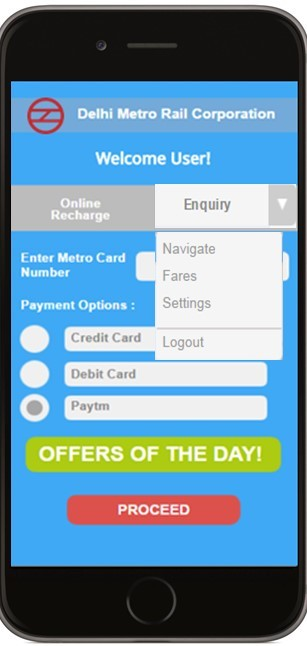 Delhi Metro Rail Corporation
Welcome User!
Online
Recharge
Enquiry
Navigate
Fares
Settings
Logout
Enter Metro Card
Number
Payment Options :
Credit Card
Debit Card
Paytm
OFFERS OF THE DAY!
PROCEED